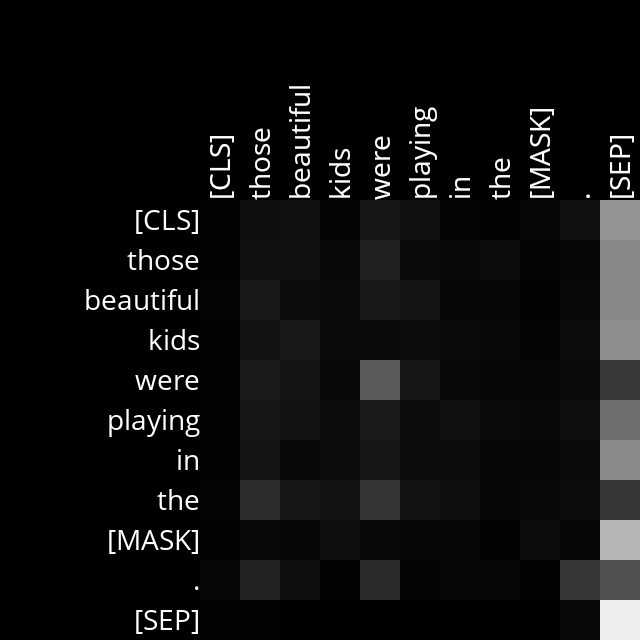 [CLS] those beautiful kids were playing in the [MASK] . [SEP]
[CLS]
those
beautiful
kids
were
playing
in
the
[MASK]
.
[SEP]